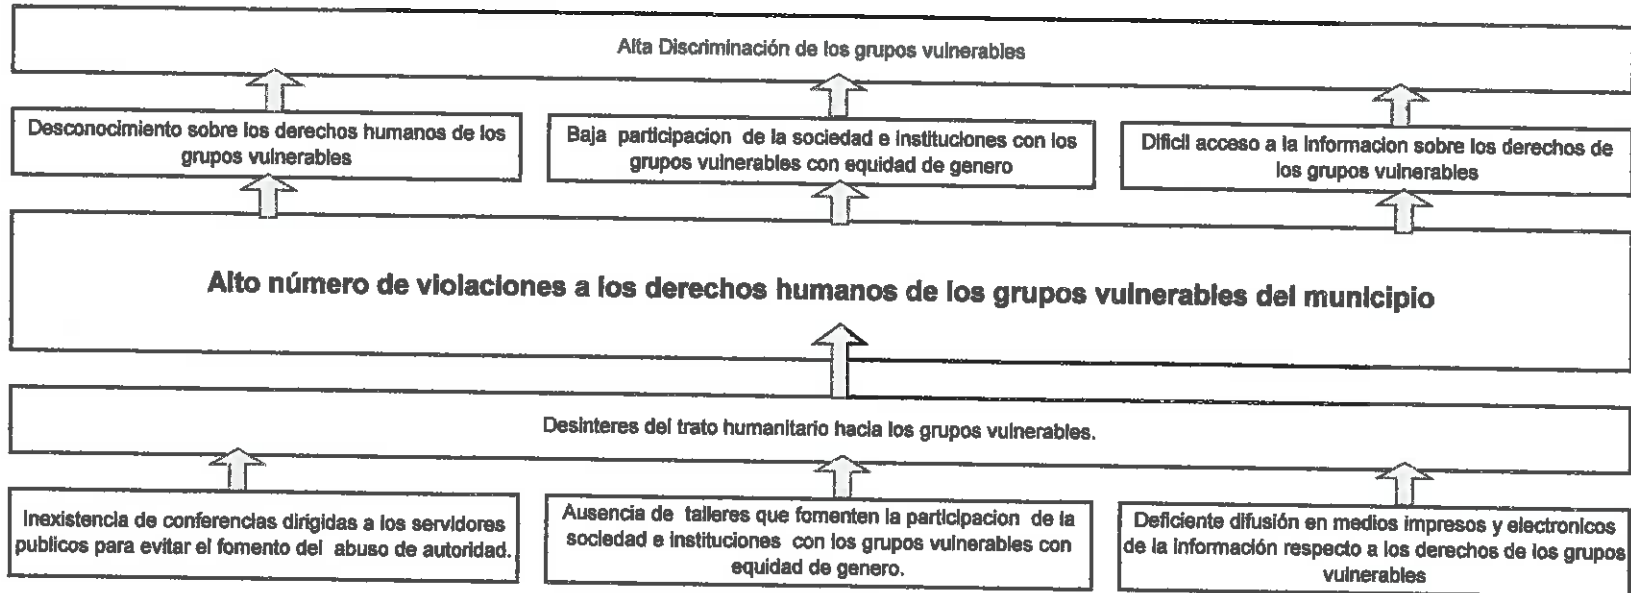 Alta Discriminación de los grupos vulnerables
Desconocimiento sobre los derechos humanos de los
grupos vulnerables
Baja participacion de la sociedad e instituciones con los
grupos vulnerables con equidad de genero
Dificil acceso a la informacion sobre los derechos de
los grupos vulnerables
Alto número de violaciones a los derechos humanos de los grupos vulnerables del municipio
Desinteres del trato humanitario hacia los grupos vulnerables.
Inexistencia de conferencias dirigidas a los servidores
publicos para evitar el fomento del abuso de autoridad.
Ausencia de talleres que fomenten la participacion de la
sociedad e instituciones con los grupos vulnerables con
equidad de genero.
Deficiente difusión en medios impresos y electronicos
de la información respecto a los derechos de los grupos
vulnerables